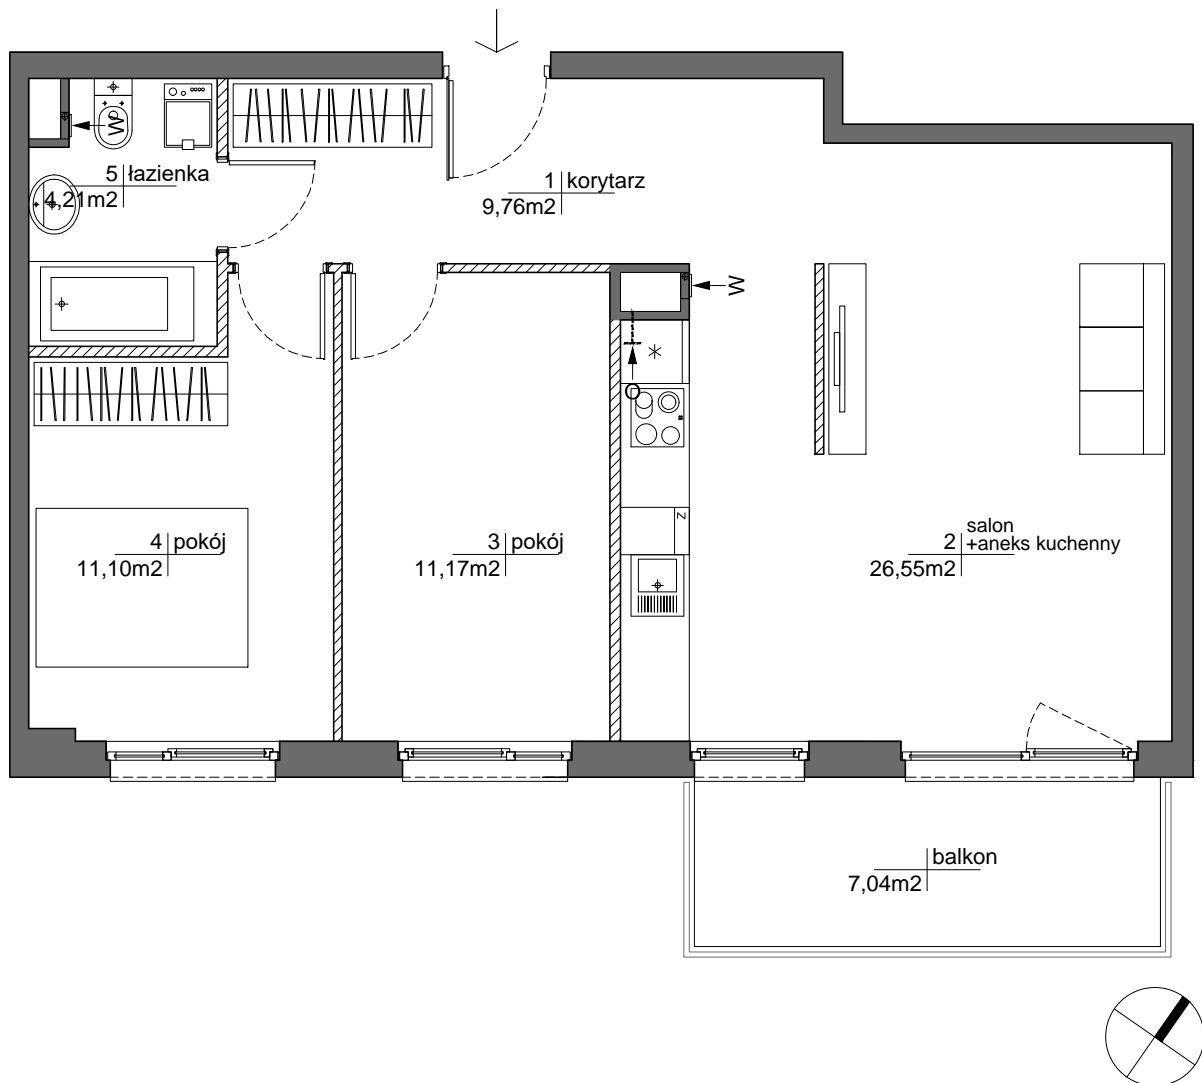 5 łazienka
4,21m2
W
1 korytarz
9,76m2
W
O
Z
4 pokój
11,10m2
3 pokój
11,17m2
2 salon
+aneks kuchenny
26,55m2
balkon
7,04m2